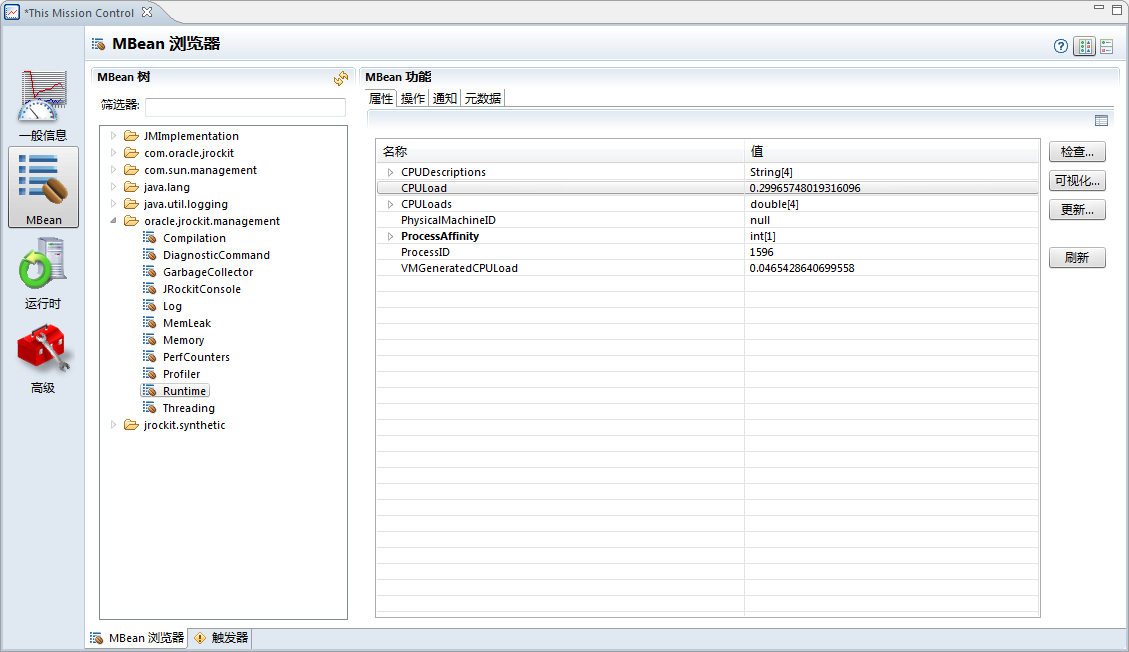 *This Mission Control
MBean 浏览器
一般信息
MBean
运行时
高级
MBean 树
筛选器:
JMImplementation
com.oracle.jrockit
com.sun.management
java.lang
java.util.logging
oracle.jrockit.management
Compilation
DiagnosticCommand
GarbageCollector
JRockitConsole
Log
MemLeak
Memory
PerfCounters
Profiler
Runtime
Threading
jrockit.synthetic
MBean 功能
属性 操作 通知 元数据
名称 值
CPUDescriptions String[4]
CPULoad 0.29965748019316096
CPULoads double[4]
PhysicalMachineID null
ProcessAffinity int[1]
ProcessID 1596
VMGeneratedCPULoad 0.0465428640699558
检查...
可视化...
更新...
刷新
MBean 浏览器 触发器